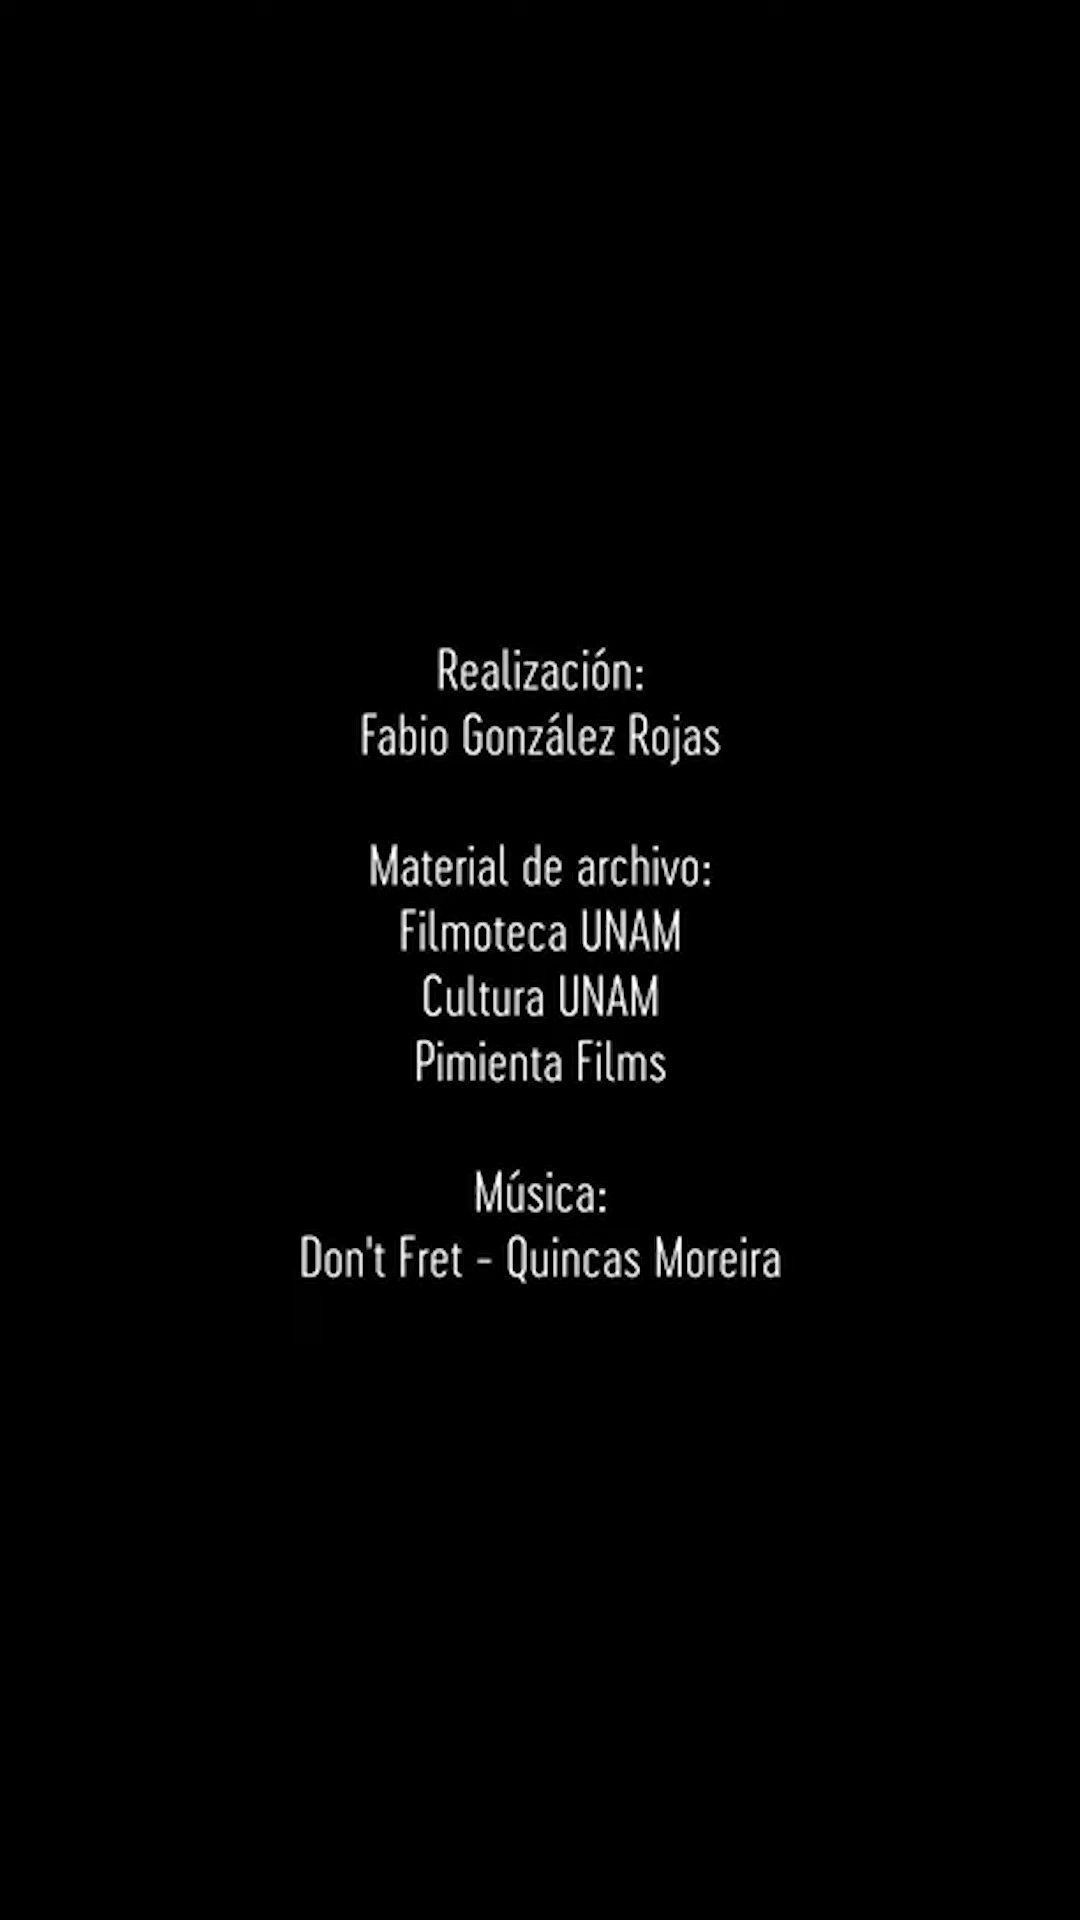 Realización:
Fabio González Rojas
Material de archivo:
Filmoteca UNAM
Cultura UNAM
Pimienta Films
Música:
Don't Fret - Quincas Moreira